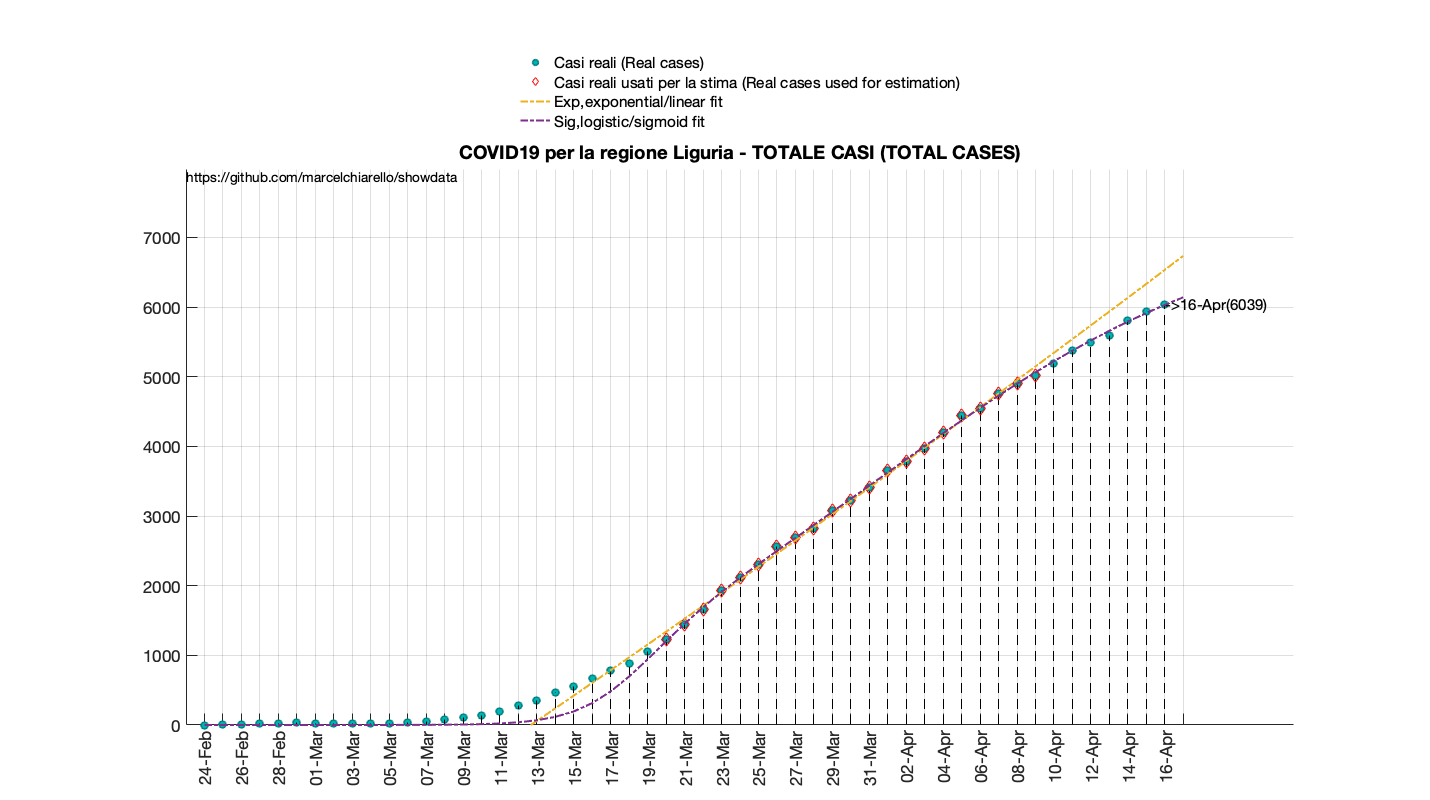 Casi reali (Real cases)
Casi reali usati per la stima (Real cases used for estimation)
Exp,exponential/linear fit
Sig,logistic/sigmoid fit
COVID19 per la regione Liguria - TOTALE CASI (TOTAL CASES)
https://github.com/marcelchiarello/showdata
7000
6000
5000
4000
3000
2000
1000
0
->16-Apr(6039)
24-Feb
26-Feb
28-Feb
01-Mar
03-Mar
05-Mar
07-Mar
09-Mar
11-Mar
13-Mar
15-Mar
17-Mar
19-Mar
21-Mar
23-Mar
25-Mar
27-Mar
29-Mar
31-Mar
02-Apr
04-Apr
06-Apr
08-Apr
10-Apr
12-Apr
14-Apr
16-Apr